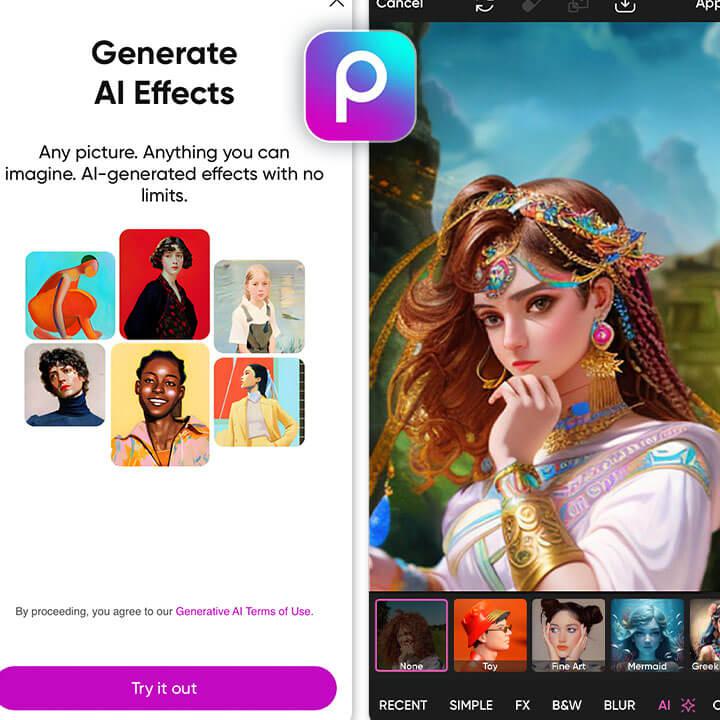 Generate
AI Effects
Any picture. Anything you can
imagine. AI-generated effects with no
limits.
By proceeding, you agree to our Generative AI Terms of Use.
Try it out
P
Cancel
None
Toy
Fine Art
Mermaid
Greek
RECENT SIMPLE FX B&W BLUR AI